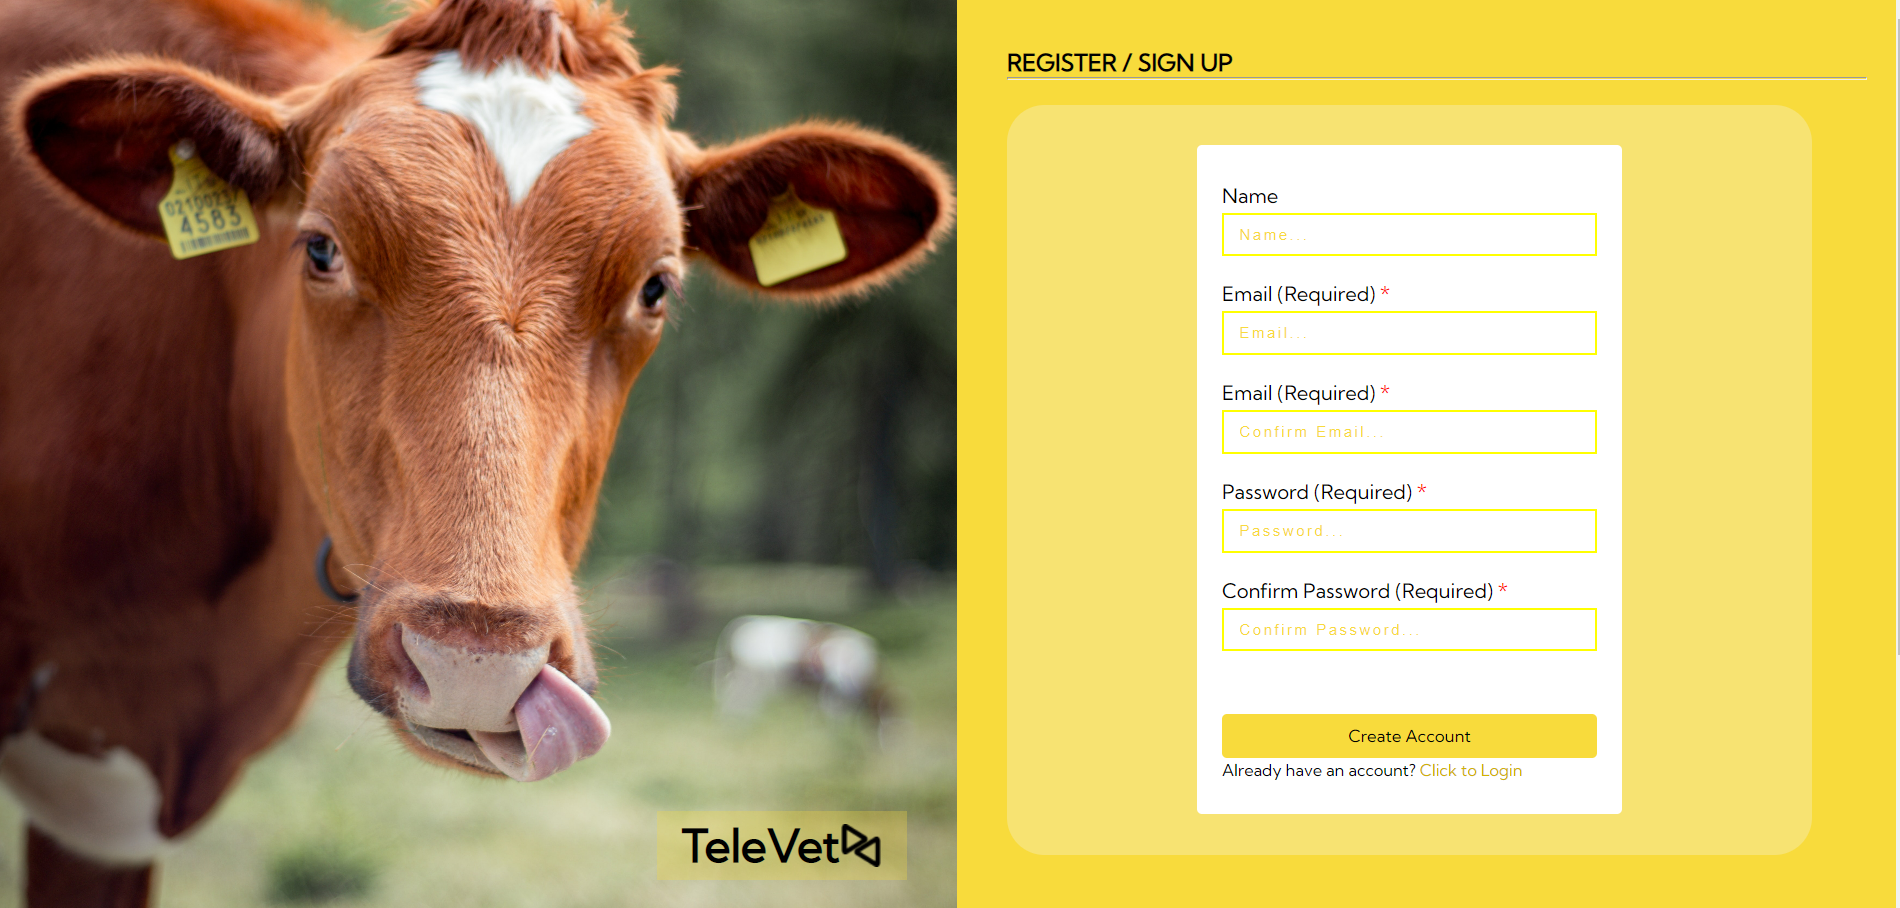 4583
TeleVet
REGISTER / SIGN UP
Name
Name...
Email (Required) *
Email...
Email (Required) *
Confirm Email...
Password (Required) *
Password...
Confirm Password (Required) *
Confirm Password...
Create Account
Already have an account? Click to Login